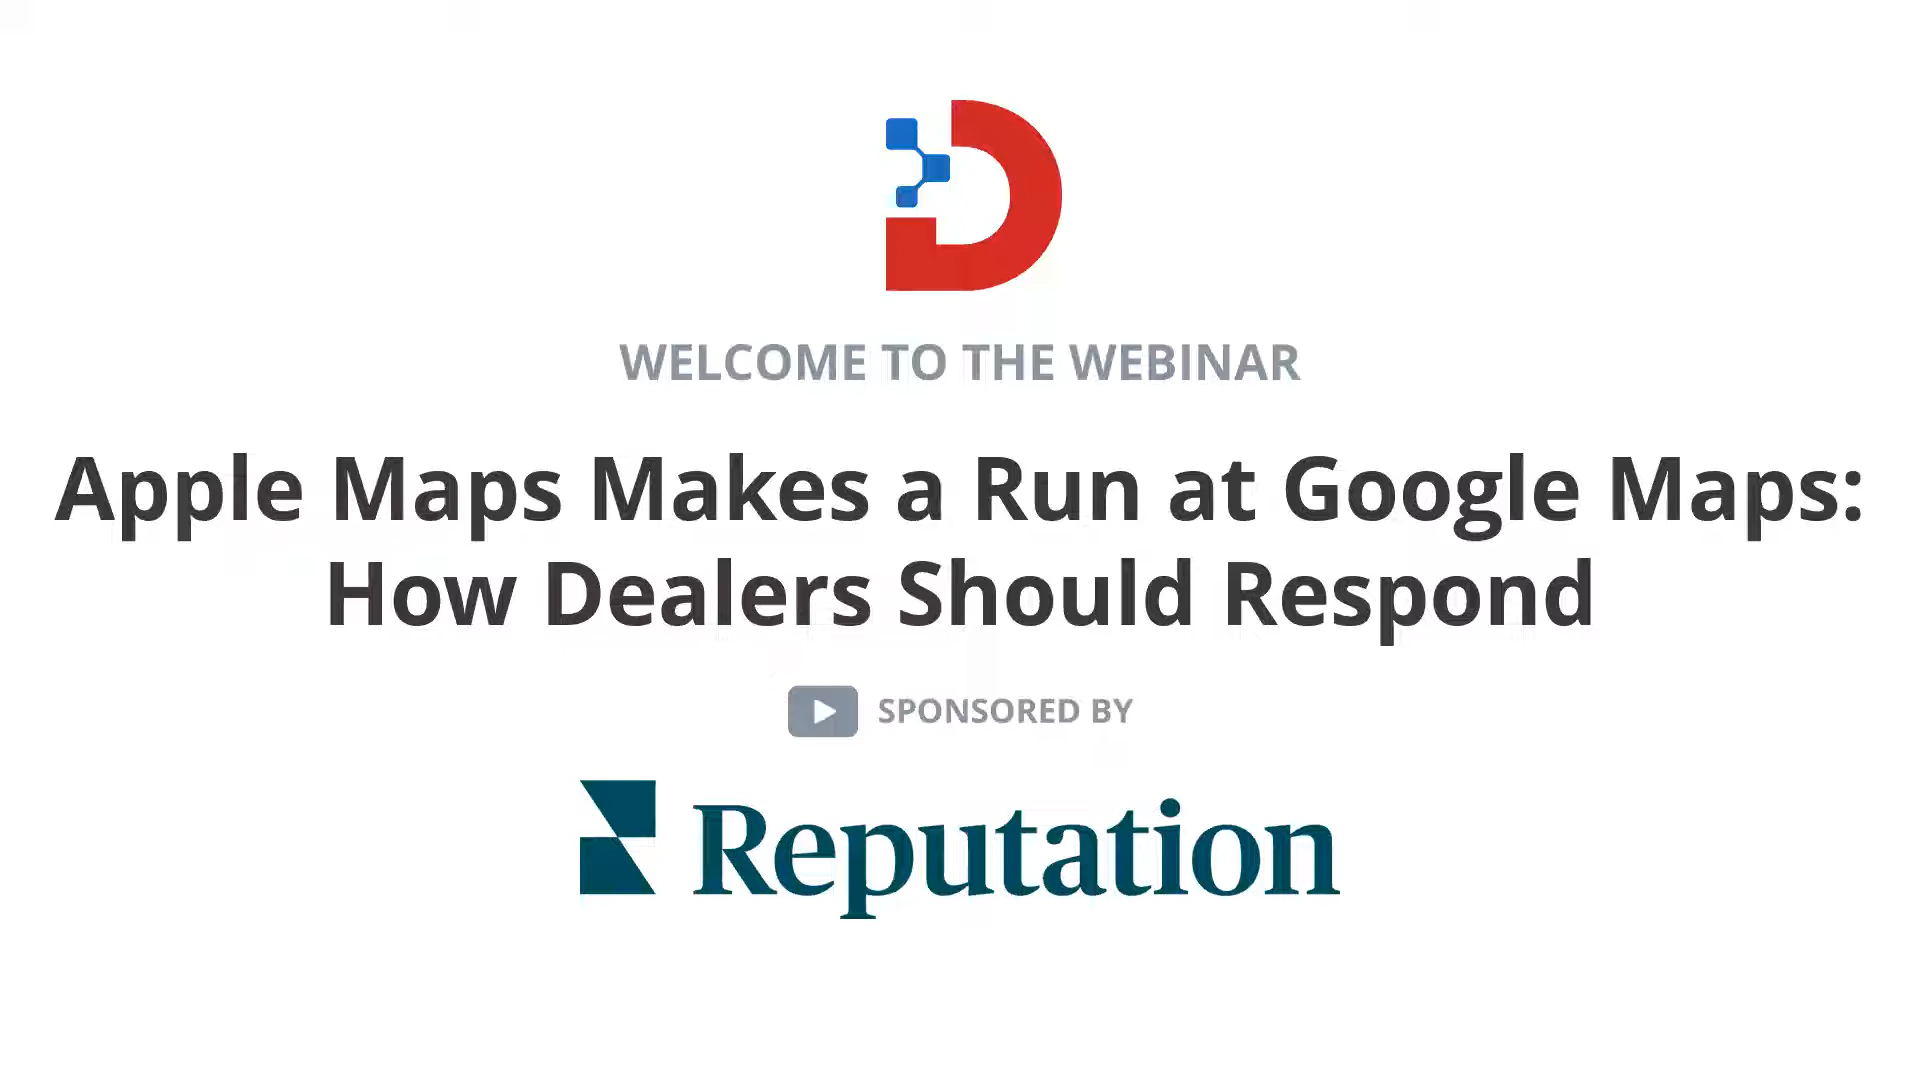 WELCOME TO THE WEBINAR
Apple Maps Makes a Run at Google Maps:
How Dealers Should Respond
SPONSORED BY
Reputation